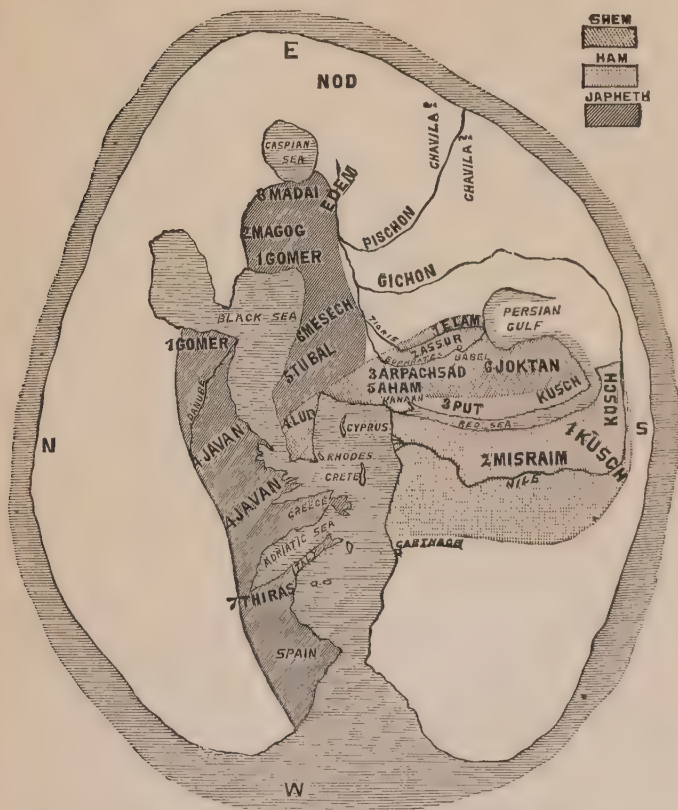 SHEM
HAM
JAPHETH
E
NOD
CASPIAN
SEA
CHAVILA?
CHAVILA?
EDEN
3 MADAI
2 MAGOG
1 GOMER
PISCHON
GICHON
BLACK-SEA
6 MESECH
5 TUBAL
1 GOMER
DANUBE
TIGRIS
1 ELAM
2 ASSUR
EUPHRATES
BABEL
PERSIAN
GULF
3 ARPACHSAD
6 JOKTAN
5 AHAM
KANAAN
3 PUT
KUSCH
KUSCH
RED SEA
4 LUD
CYPRUS
RHODES
CRETE
N
S
4 JAVAN
4 JAVAN
GREECE
1 KUSCH
2 MISRAIM
NILE
CARTHAGE
ADRIATIC SEA
ITALY
7 THIRAS
SPAIN
W